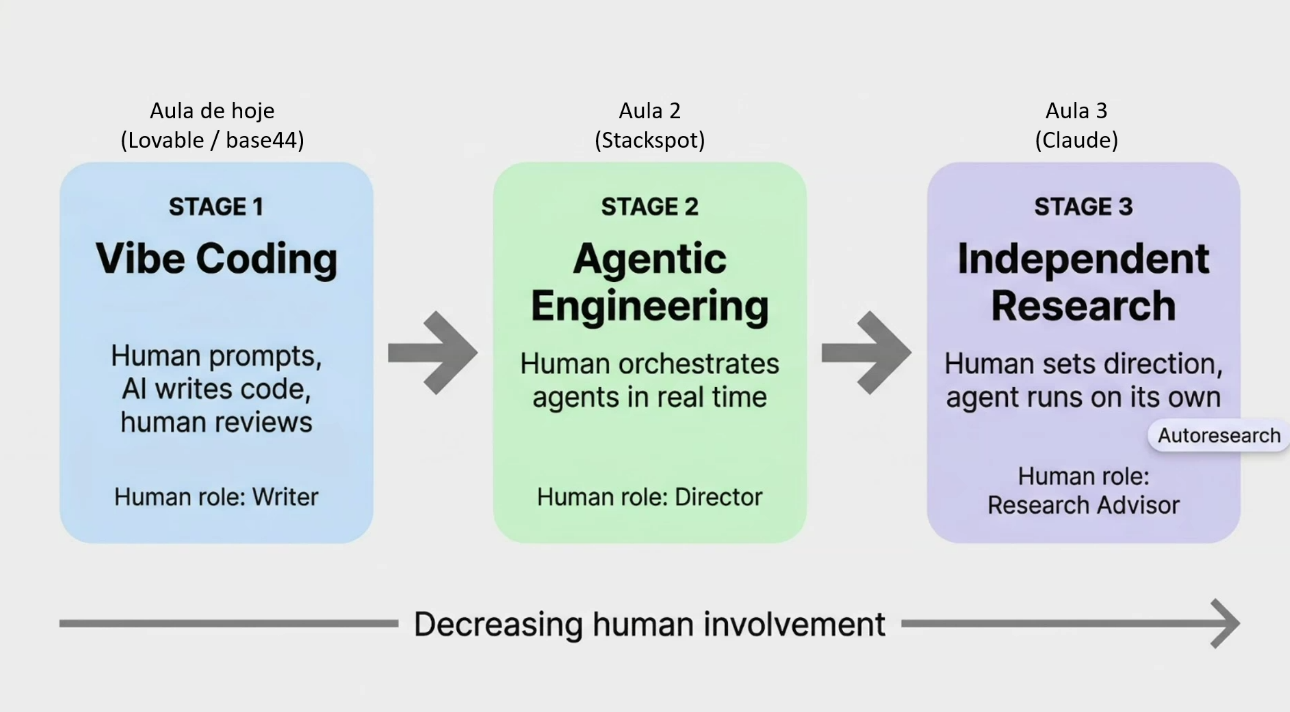 Aula de hoje
(Lovable / base44)
STAGE 1
Vibe Coding
Human prompts,
AI writes code,
human reviews
Human role: Writer
Aula 2
(Stackspot)
STAGE 2
Agentic
Engineering
Human orchestrates
agents in real time
Human role: Director
Aula 3
(Claude)
STAGE 3
Independent
Research
Human sets direction,
agent runs on its own
Autoresearch
Human role:
Research Advisor
Decreasing human involvement